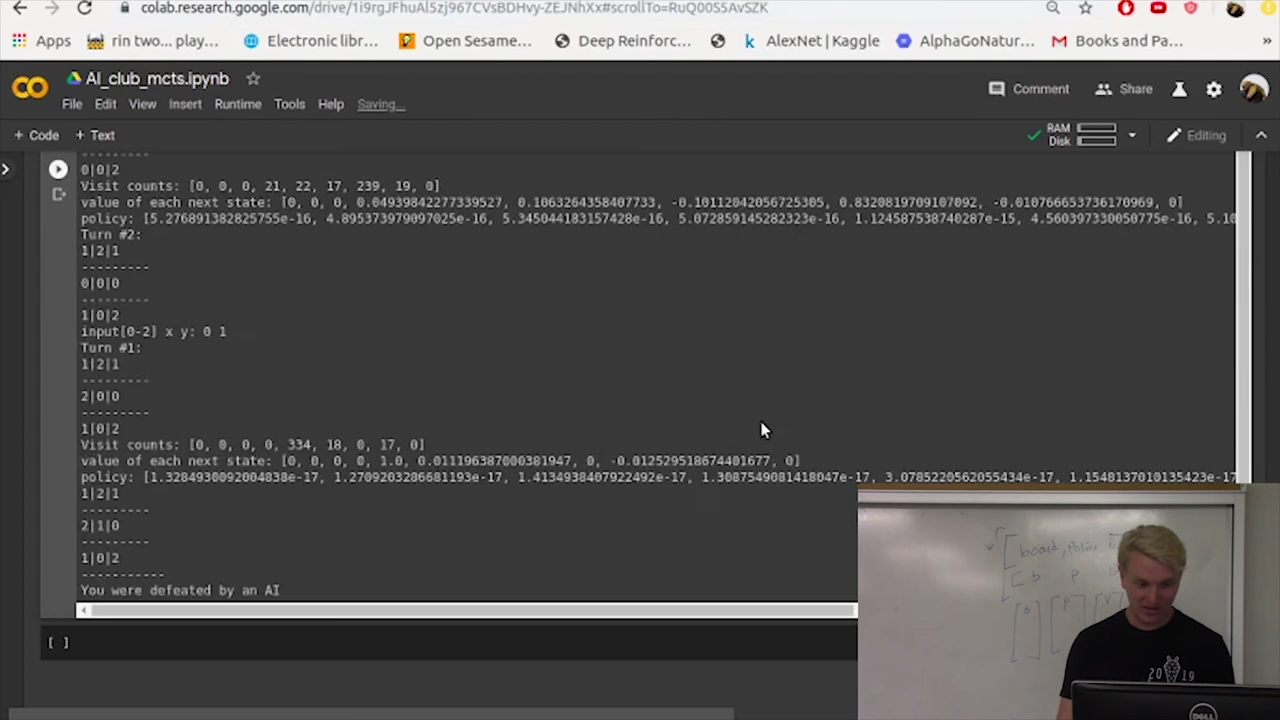 colab.research.google.com/drive/1i9rgJFhuAlSzj967CVsBDHvy-ZEJNhXx#scrollTo=RuQ00S5AvSZK
Apps rin two... play... Electronic libr... Open Sesame... Deep Reinforc... AlexNet | Kaggle AlphaGoNatur... Books and Pa... »
AI_club_mcts.ipynb
File Edit View Insert Runtime Tools Help Saving...
Comment Share
+ Code + Text
RAM
Disk
Editing
---------
0|0|2
Visit counts: [0, 0, 0, 21, 22, 17, 239, 19, 0]
value of each next state: [0, 0, 0, 0.04939842277339527, 0.1063264358407733, -0.10112042056725305, 0.8320819709107092, -0.010766653736170969, 0]
policy: [5.276891382825755e-16, 4.895373979097025e-16, 5.345044183157428e-16, 5.072859145282323e-16, 1.124587538740287e-15, 4.560397330050775e-16, 5.10
Turn #2:
1|2|1
---------
0|0|0
---------
1|0|2
input[0-2] x y: 0 1
Turn #1:
1|2|1
---------
2|0|0
---------
1|0|2
Visit counts: [0, 0, 0, 0, 334, 18, 0, 17, 0]
value of each next state: [0, 0, 0, 0, 1.0, 0.011196387000381947, 0, -0.012529518674401677, 0]
policy: [1.3284930092004838e-17, 1.2709203286681193e-17, 1.4134938407922492e-17, 1.3087549081418047e-17, 3.0785220562055434e-17, 1.1548137010135423e-17
1|2|1
---------
2|1|0
---------
1|0|2
-----------
You were defeated by an AI
[ ]
board,
b p
b p V
20 19
DELL